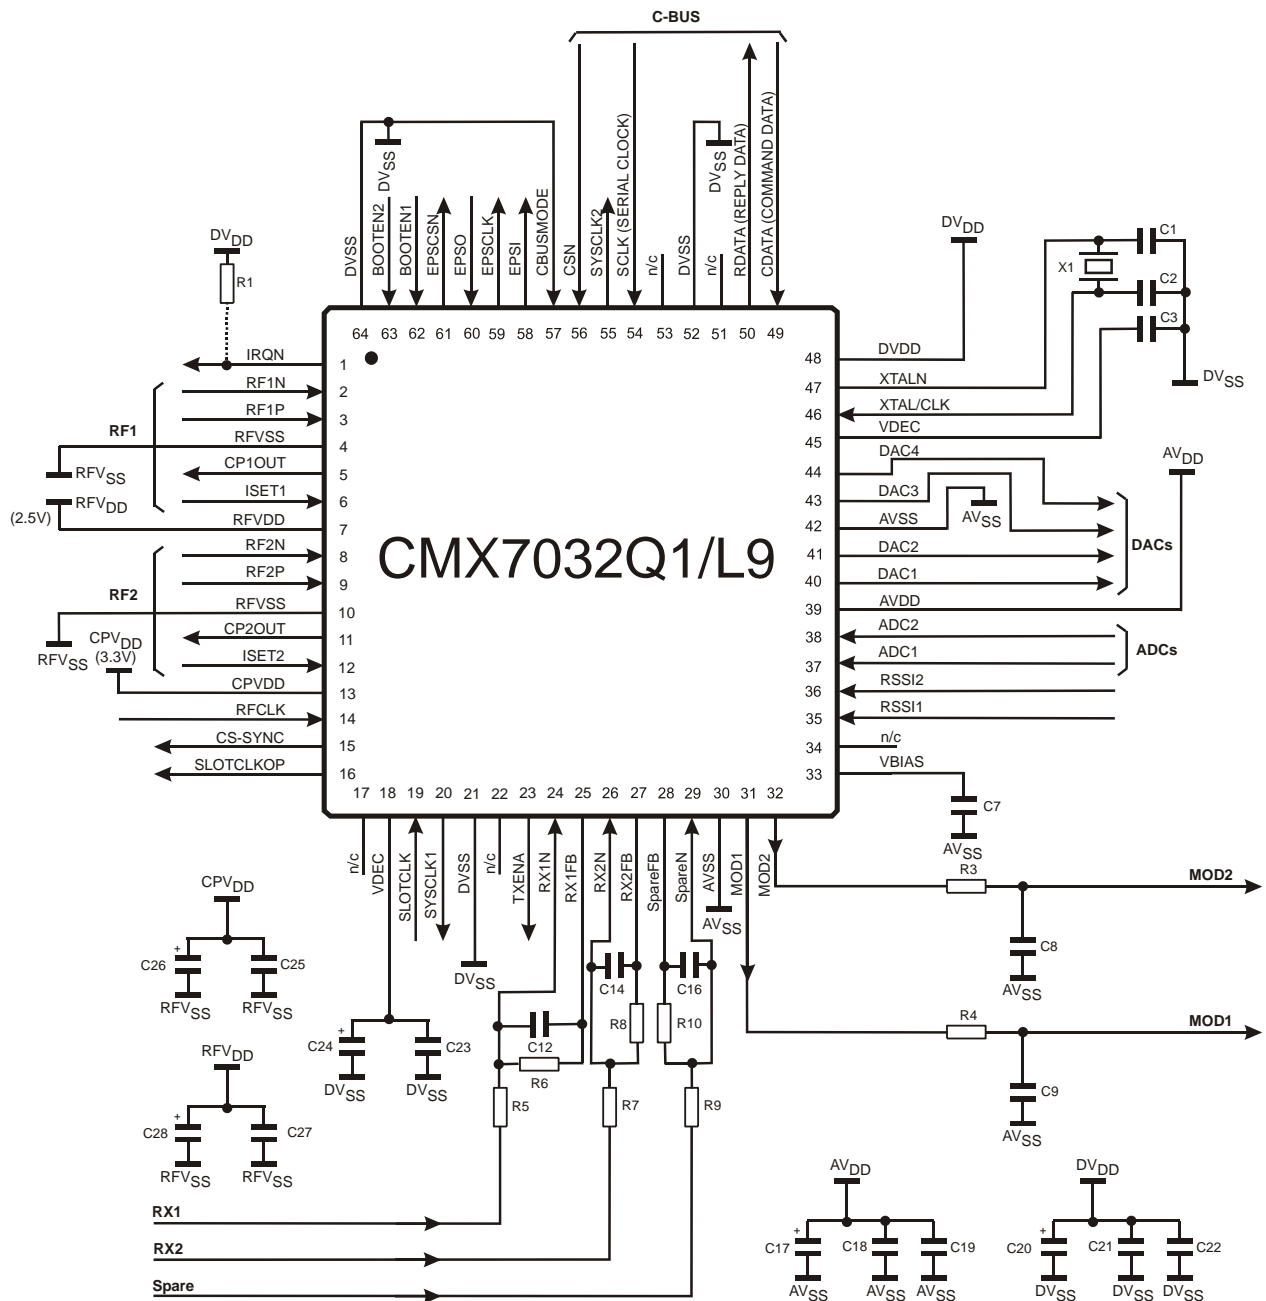 C-BUS
DVSS
BOOTEN2
DVSS
BOOTEN1
EPSCSN
EPSO
EPSCLK
EPSI
CBUSMODE
CSN
SYSCLK2
SCLK (SERIAL CLOCK)
n/c
DVSS
n/c
DVSS
RDATA (REPLY DATA)
CDATA (COMMAND DATA)
64 63 62 61 60 59 58 57 56 55 54 53 52 51 50 49
DVDD
R1
IRQN 1
RF1N 2
RF1P 3
RF1
RFVSS 4
RFVSS
CP1OUT 5
ISET1 6
RFVDD
(2.5V)
RFVDD 7
RF2N 8
RF2P 9
RF2
RFVSS 10
RFVSS
CP2OUT 11
CPVDD
(3.3V)
ISET2 12
CPVDD 13
RFCLK 14
CS-SYNC 15
SLOTCLKOP 16
CMX7032Q1/L9
DVDD
X1
C1
C2
C3
DVSS
48 DVDD
47 XTALN
46 XTAL/CLK
45 VDEC
44 DAC4
43 DAC3
42 AVSS
AVSS
AVDD
41 DAC2
40 DAC1
DACs
39 AVDD
38 ADC2
37 ADC1
ADCs
36 RSSI2
35 RSSI1
34 n/c
33 VBIAS
C7
AVSS
17 18 19 20 21 22 23 24 25 26 27 28 29 30 31 32
n/c
VDEC
SLOTCLK
SYSCLK1
DVSS
n/c
TXENA
RX1N
RX1FB
RX2N
RX2FB
SpareFB
SpareN
AVSS
MOD1
MOD2
AVSS
DVSS
R3
MOD2
C8
AVSS
R4
MOD1
C9
AVSS
CPVDD
+
C26
C25
RFVSS
RFVSS
+
C24
C23
DVSS
DVSS
C12
R6
R5
C14
R8
R7
C16
R10
R9
RFVDD
+
C28
C27
RFVSS
RFVSS
RX1
RX2
Spare
AVDD
+
C17
C18
C19
AVSS
AVSS
AVSS
DVDD
+
C20
C21
C22
DVSS
DVSS
DVSS